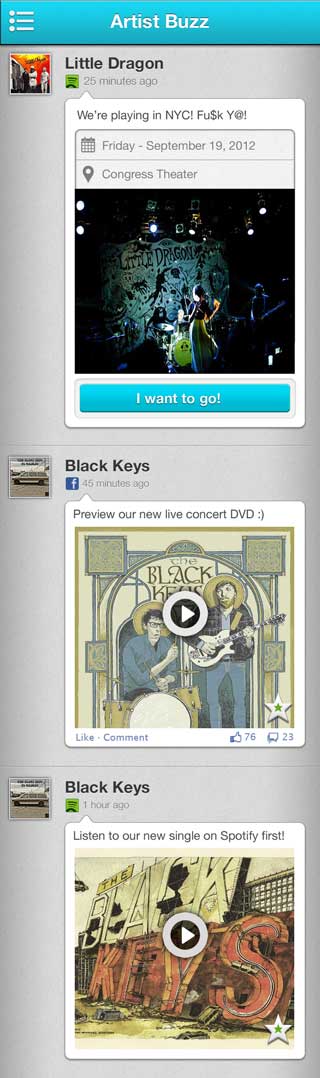 Artist Buzz
Little Dragon
25 minutes ago
We're playing in NYC! Fu$k Y@!
Friday - September 19, 2012
Congress Theater
LITTLE DRAGON
I want to go!
Black Keys
45 minutes ago
Preview our new live concert DVD :)
the
BLACK
KEYS
Like · Comment
76
23
Black Keys
1 hour ago
Listen to our new single on Spotify first!
THE
BLACK
KEYS